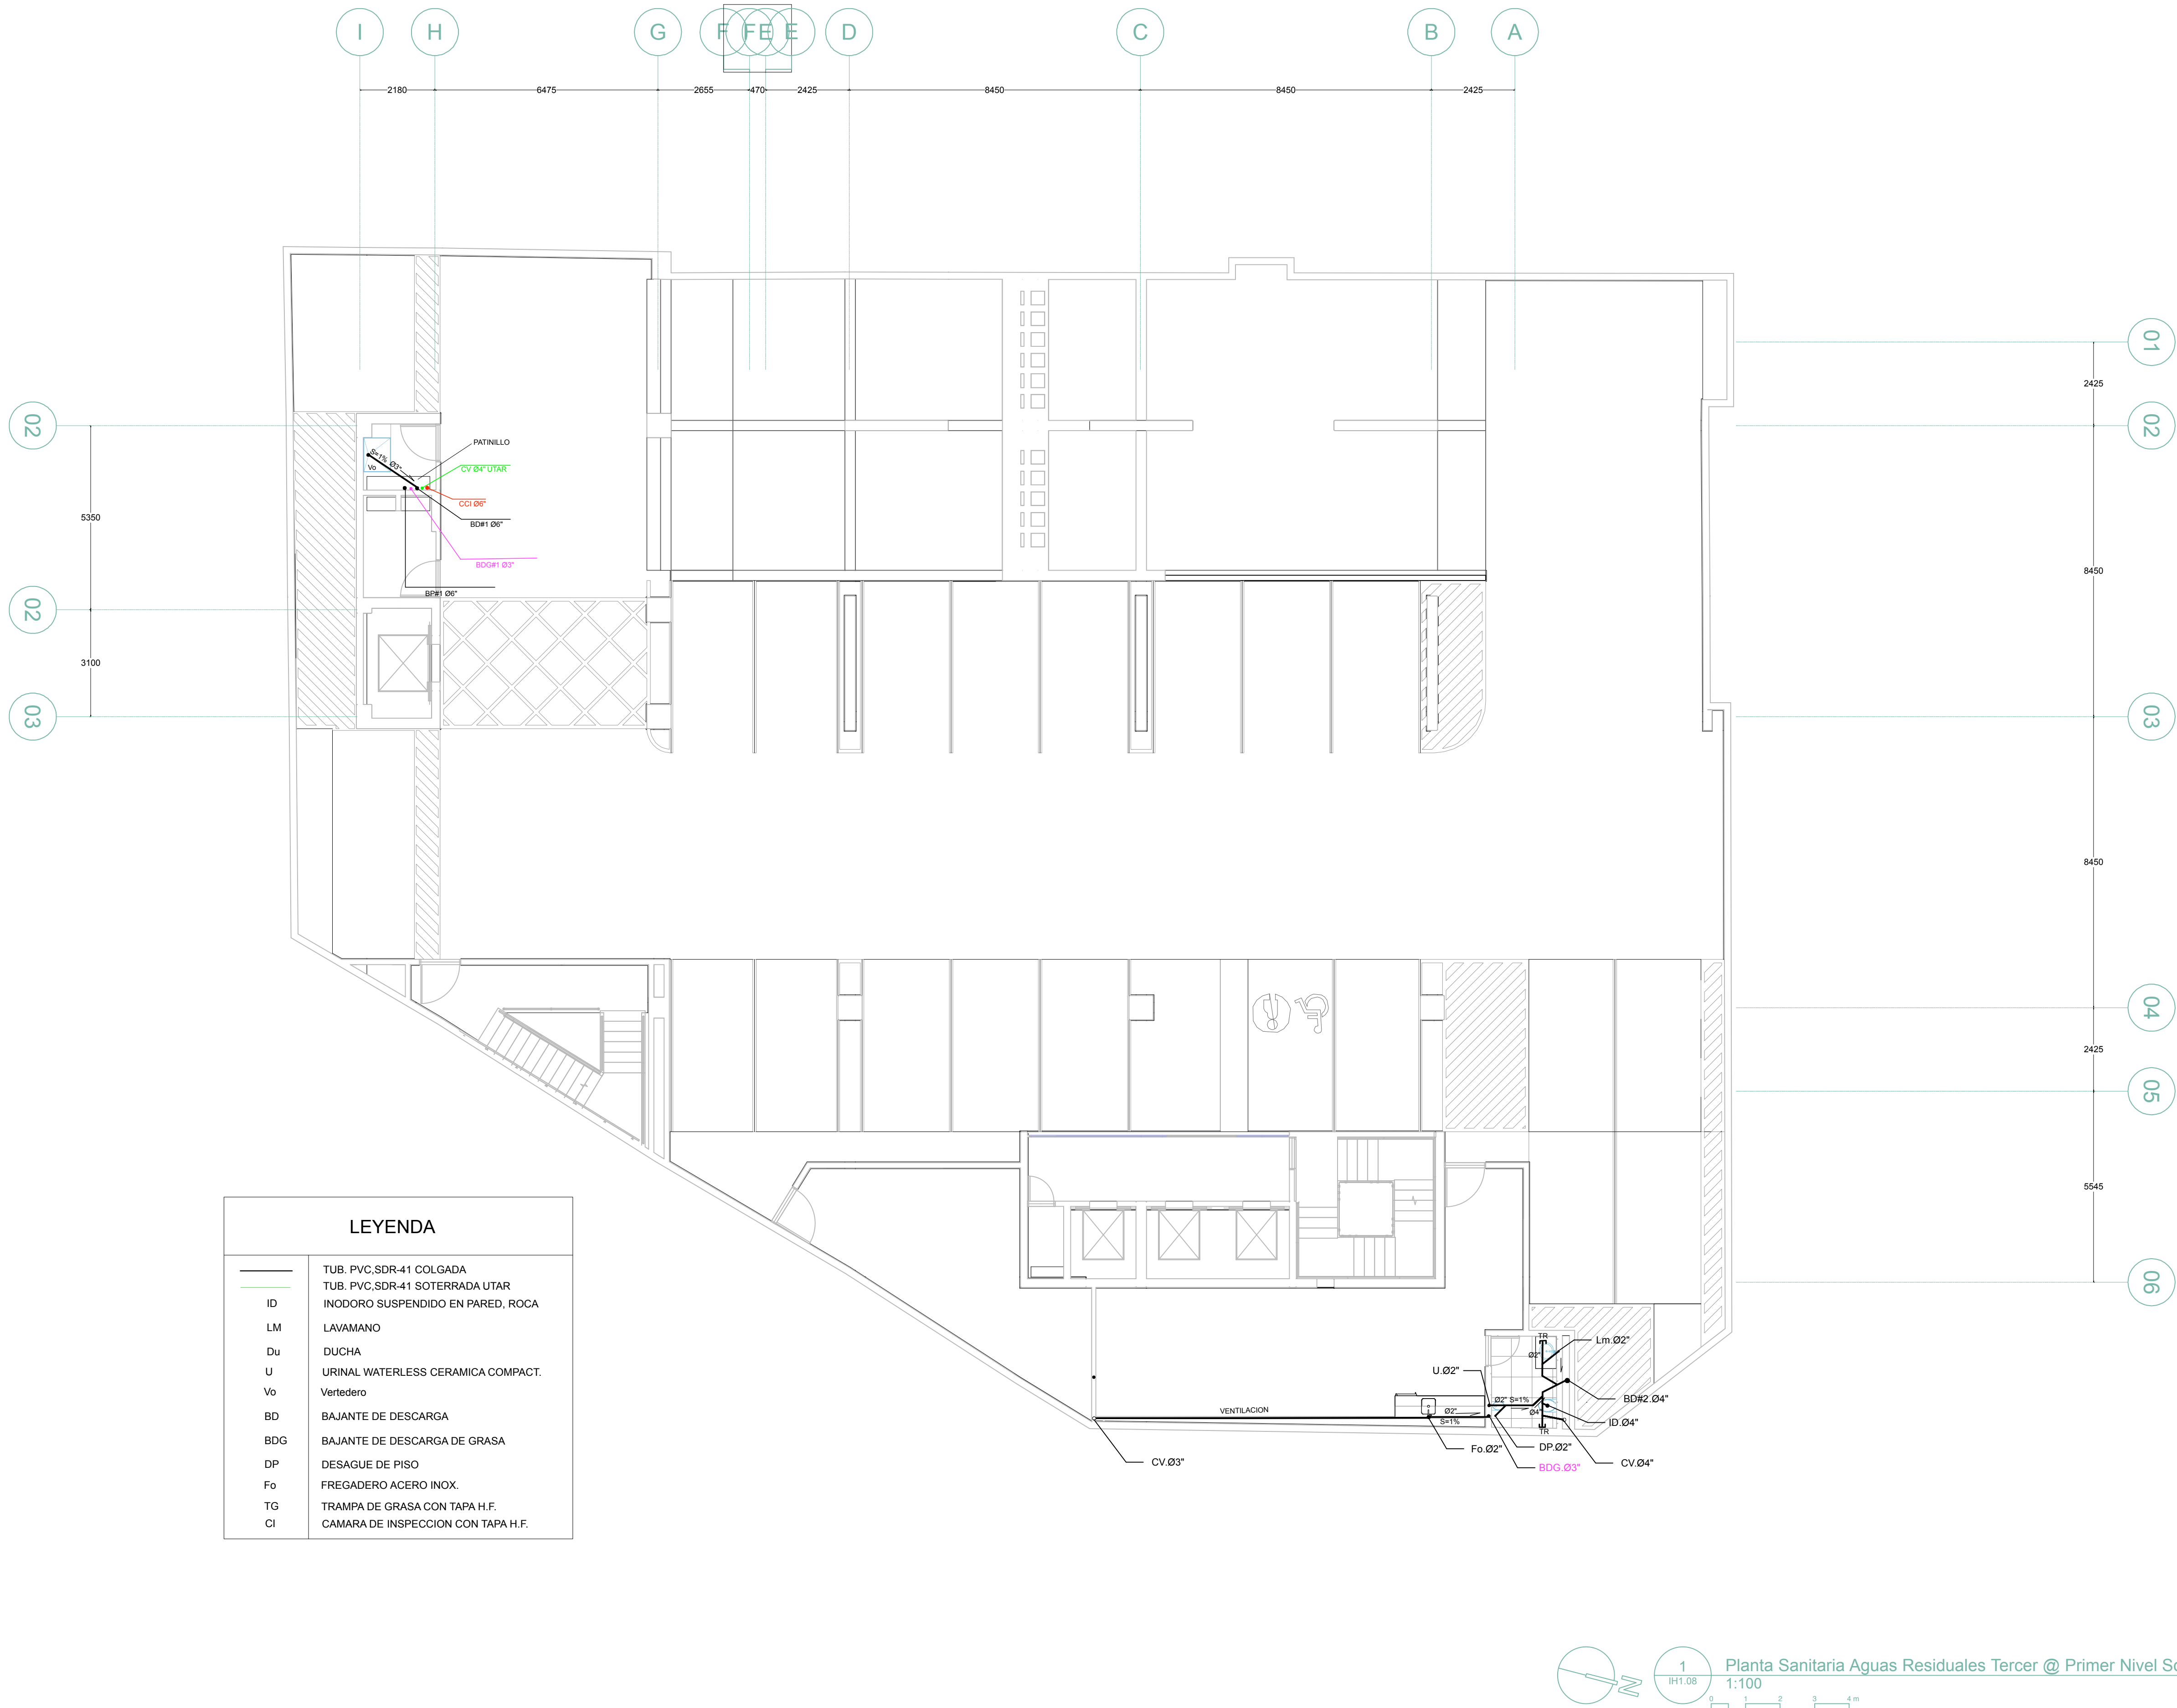 I H G F F E E D C B A
2180 6475 2655 470 2425 8450 8450 2425
01
2425
02
02
8450
5350
02
3100
03
03
8450
04
2425
05
5545
06
PATINILLO
S=1% Ø3"
Vo
CV Ø4" UTAR
CCI Ø6"
BD#1 Ø6"
BDG#1 Ø3"
BP#1 Ø6"
LEYENDA
TUB. PVC,SDR-41 COLGADA
TUB. PVC,SDR-41 SOTERRADA UTAR
ID INODORO SUSPENDIDO EN PARED, ROCA
LM LAVAMANO
Du DUCHA
U URINAL WATERLESS CERAMICA COMPACT.
Vo Vertedero
BD BAJANTE DE DESCARGA
BDG BAJANTE DE DESCARGA DE GRASA
DP DESAGUE DE PISO
Fo FREGADERO ACERO INOX.
TG TRAMPA DE GRASA CON TAPA H.F.
CI CAMARA DE INSPECCION CON TAPA H.F.
TR
Lm.Ø2"
Ø2"
U.Ø2"
Ø2" S=1%
BD#2.Ø4"
VENTILACION
Ø2"
S=1%
Ø4"
ID.Ø4"
TR
Fo.Ø2"
DP.Ø2"
CV.Ø3"
BDG.Ø3"
CV.Ø4"
N
1
IH1.08
Planta Sanitaria Aguas Residuales Tercer @ Primer Nivel
1:100
0 1 2 3 4 m